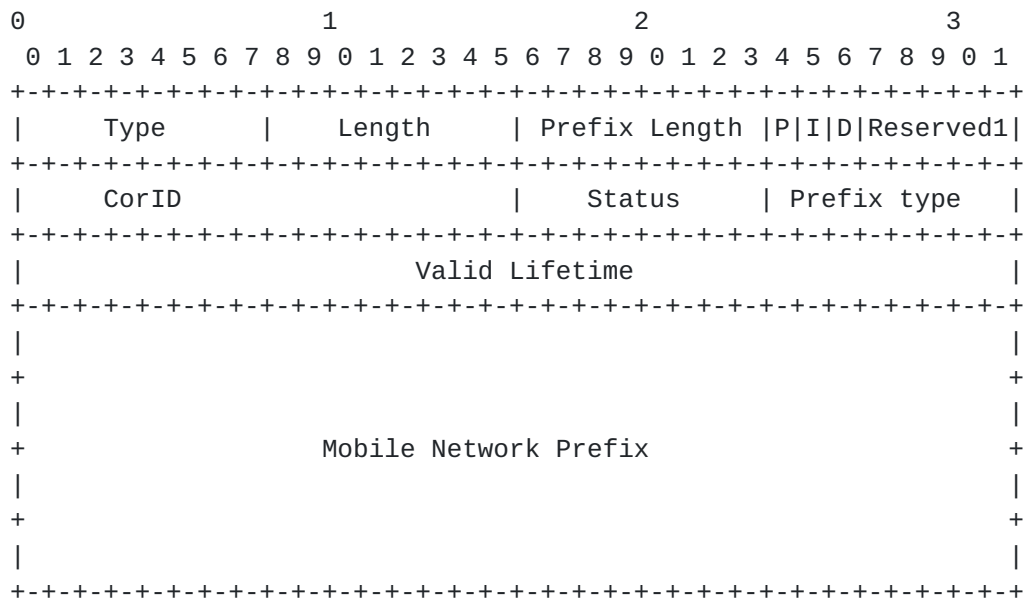 0                   1                   2                   3
 0 1 2 3 4 5 6 7 8 9 0 1 2 3 4 5 6 7 8 9 0 1 2 3 4 5 6 7 8 9 0 1
+-+-+-+-+-+-+-+-+-+-+-+-+-+-+-+-+-+-+-+-+-+-+-+-+-+-+-+-+-+-+-+-+
|     Type      |    Length     | Prefix Length |P|I|D|Reserved1|
+-+-+-+-+-+-+-+-+-+-+-+-+-+-+-+-+-+-+-+-+-+-+-+-+-+-+-+-+-+-+-+-+
|     CorID                     |    Status     | Prefix type   |
+-+-+-+-+-+-+-+-+-+-+-+-+-+-+-+-+-+-+-+-+-+-+-+-+-+-+-+-+-+-+-+-+
|                         Valid Lifetime                        |
+-+-+-+-+-+-+-+-+-+-+-+-+-+-+-+-+-+-+-+-+-+-+-+-+-+-+-+-+-+-+-+-+
|                                                               |
+                                                               +
|                                                               |
+                   Mobile Network Prefix                       +
|                                                               |
+                                                               +
|                                                               |
+-+-+-+-+-+-+-+-+-+-+-+-+-+-+-+-+-+-+-+-+-+-+-+-+-+-+-+-+-+-+-+-+